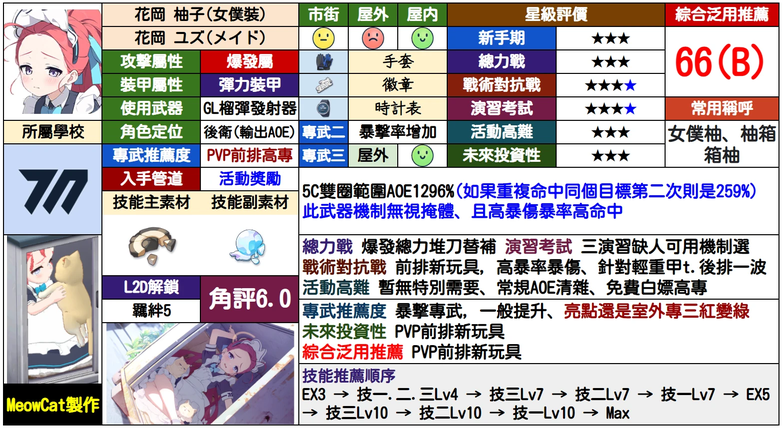 花岡 柚子(女僕裝)
花岡 ユズ(メイド)
市街 屋外 屋内
星級評價
綜合泛用推薦
66(B)
攻擊屬性 爆發屬
裝甲屬性 彈力裝甲
使用武器 GL榴彈發射器
角色定位 後衛(輸出AOE)
專武推薦度 PVP前排高專
入手管道 活動獎勵
手套
徽章
時計表
專武二 暴擊率增加
專武三 屋外
新手期 ★★★
總力戰 ★★★
戰術對抗戰 ★★★★
演習考試 ★★★★
活動高難 ★★★
未來投資性 ★★★
常用稱呼
女僕柚、柚箱
箱柚
所屬學校
技能主素材 技能副素材
L2D解鎖
羈絆5
角評6.0
MeowCat製作
5C雙圈範圍AOE1296%(如果重複命中同個目標第二次則是259%)
此武器機制無視掩體、且高暴傷暴率高命中
總力戰 爆發總力堆刀替補 演習考試 三演習缺人可用機制選
戰術對抗戰 前排新玩具, 高暴率暴傷、針對輕重甲t.後排一波
活動高難 暫無特別需要、常規AOE清雜、免費白嫖高專
專武推薦度 暴擊專武, 一般提升、亮點還是室外專三紅變綠
未來投資性 PVP前排新玩具
綜合泛用推薦 PVP前排新玩具
技能推薦順序
EX3 → 技一.二.三Lv4 → 技三Lv7 → 技二Lv7 → 技一Lv7 → EX5
→ 技三Lv10 → 技二Lv10 → 技一Lv10 → Max